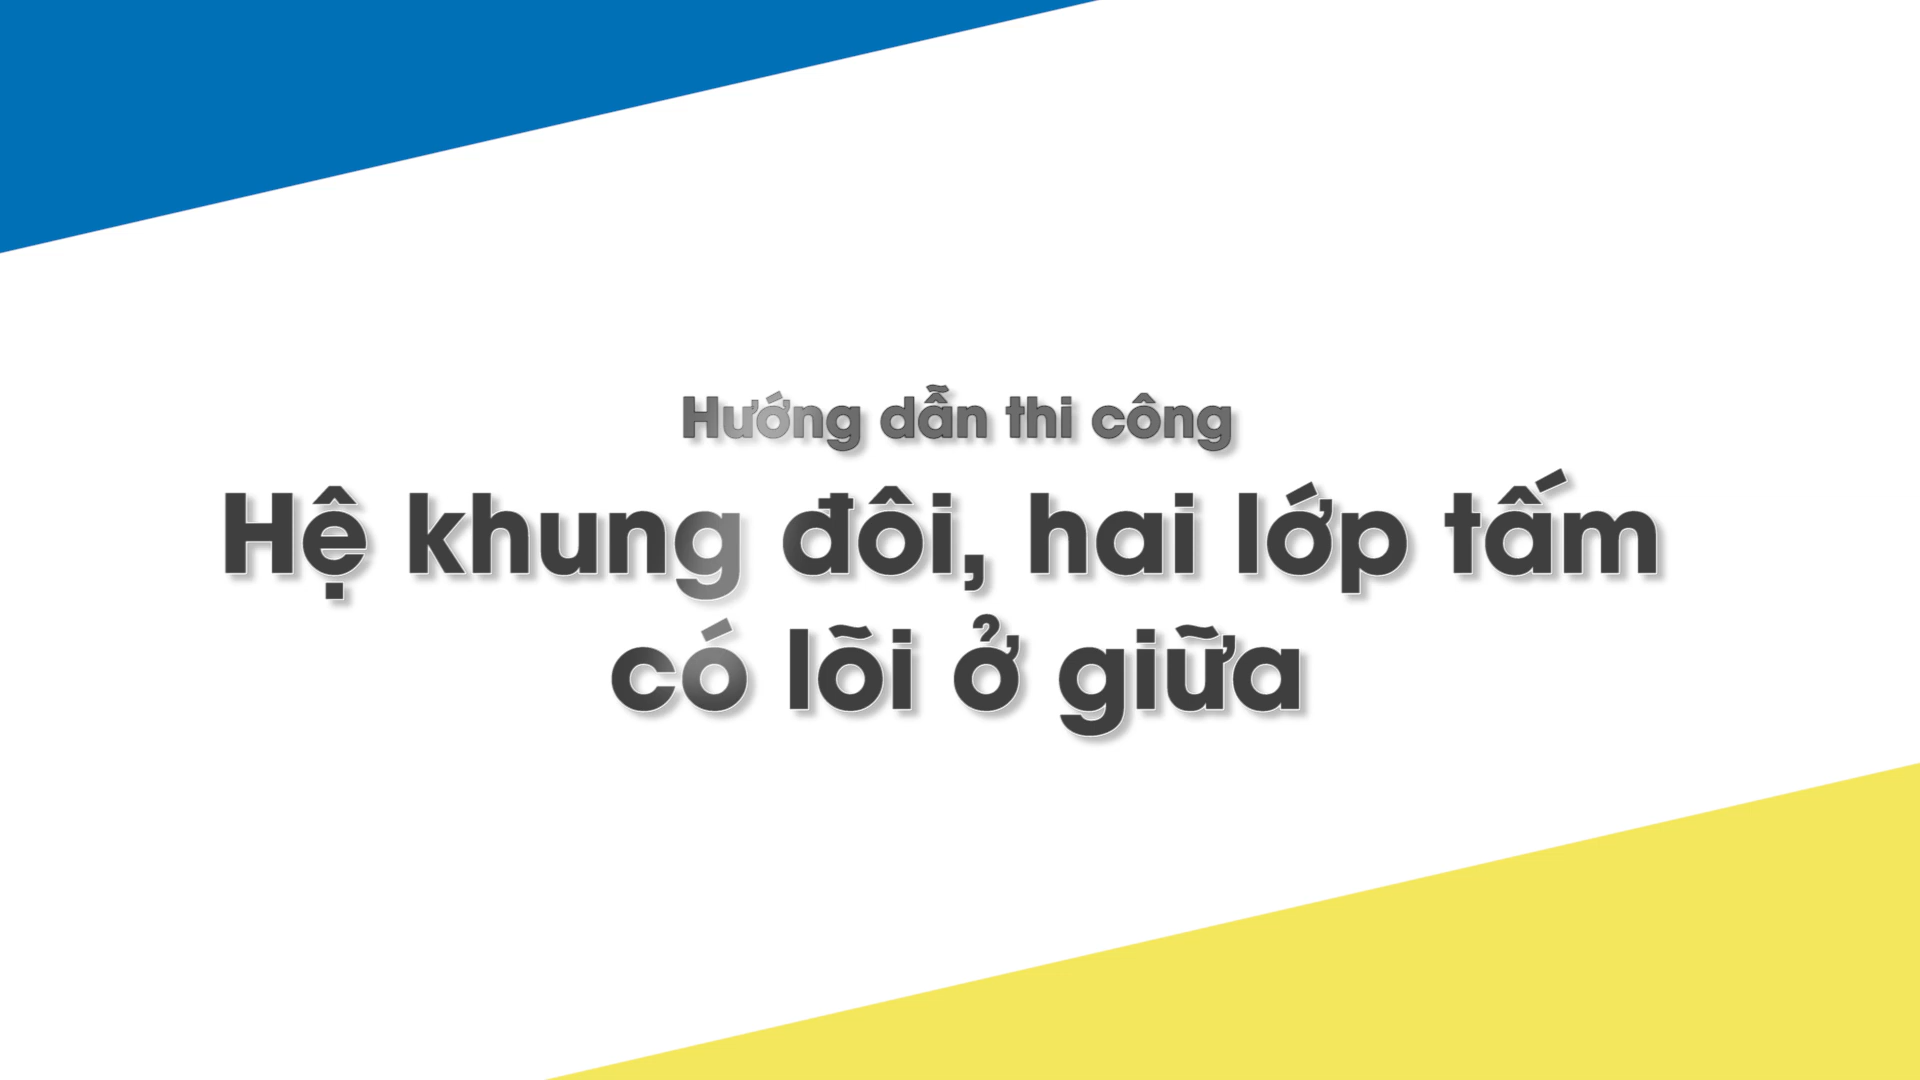 Hướng dẫn thi công
Hệ khung đôi, hai lớp tấm
có lõi ở giữa